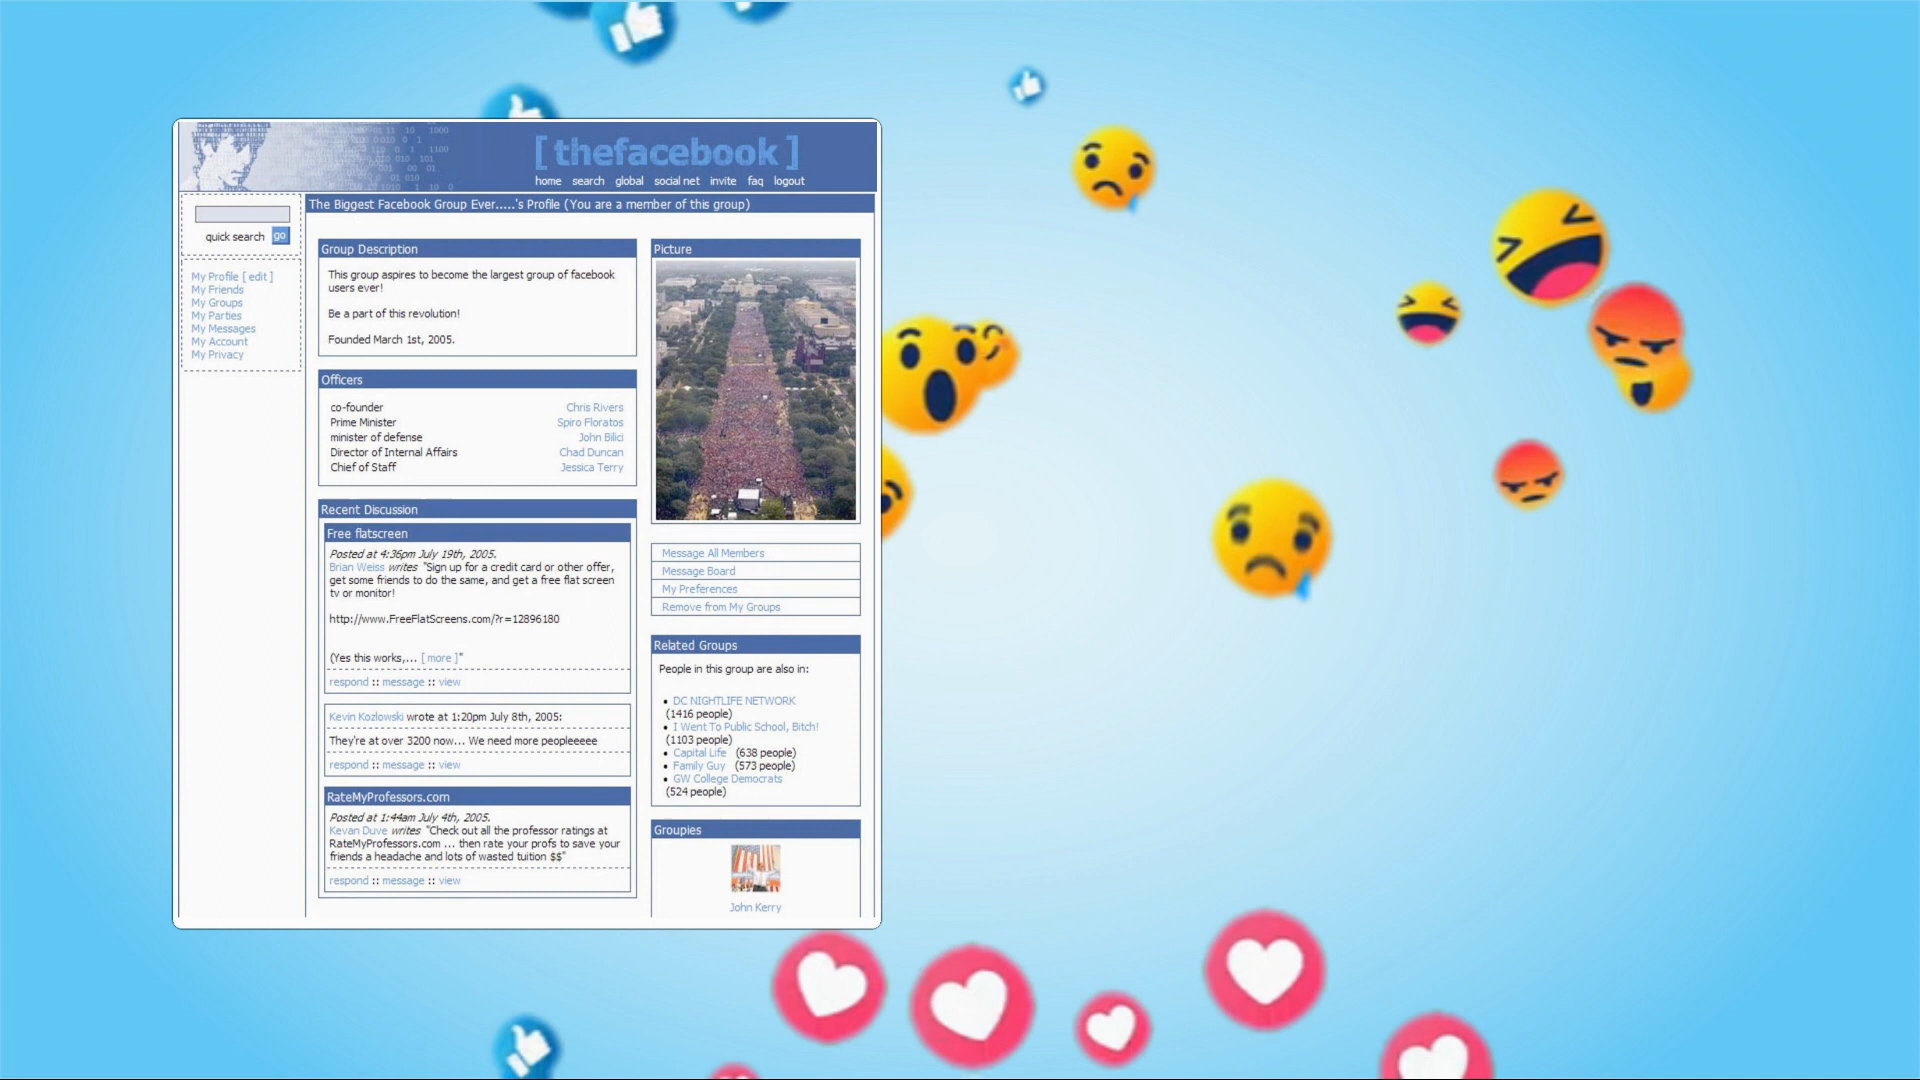 [ thefacebook ]
home search global social net invite faq logout
quick search go
My Profile [ edit ]
My Friends
My Groups
My Parties
My Messages
My Account
My Privacy
The Biggest Facebook Group Ever.....'s Profile (You are a member of this group)
Group Description
This group aspires to become the largest group of facebook
users ever!
Be a part of this revolution!
Founded March 1st, 2005.
Officers
co-founder Chris Rivers
Prime Minister Spiro Floratos
minister of defense John Bilici
Director of Internal Affairs Chad Duncan
Chief of Staff Jessica Terry
Recent Discussion
Free flatscreen
Posted at 4:36pm July 19th, 2005.
Brian Weiss writes "Sign up for a credit card or other offer,
get some friends to do the same, and get a free flat screen
tv or monitor!
http://www.FreeFlatScreens.com/?r=12896180
(Yes this works,... [ more ]"
respond :: message :: view
Kevin Kozlowski wrote at 1:20pm July 8th, 2005:
They're at over 3200 now... We need more peopleeeee
respond :: message :: view
RateMyProfessors.com
Posted at 1:44am July 4th, 2005.
Kevan Duve writes "Check out all the professor ratings at
RateMyProfessors.com ... then rate your profs to save your
friends a headache and lots of wasted tuition $$"
respond :: message :: view
Picture
Message All Members
Message Board
My Preferences
Remove from My Groups
Related Groups
People in this group are also in:
• DC NIGHTLIFE NETWORK
(1416 people)
• I Went To Public School, Bitch!
(1103 people)
• Capital Life (638 people)
• Family Guy (573 people)
• GW College Democrats
(524 people)
Groupies
John Kerry